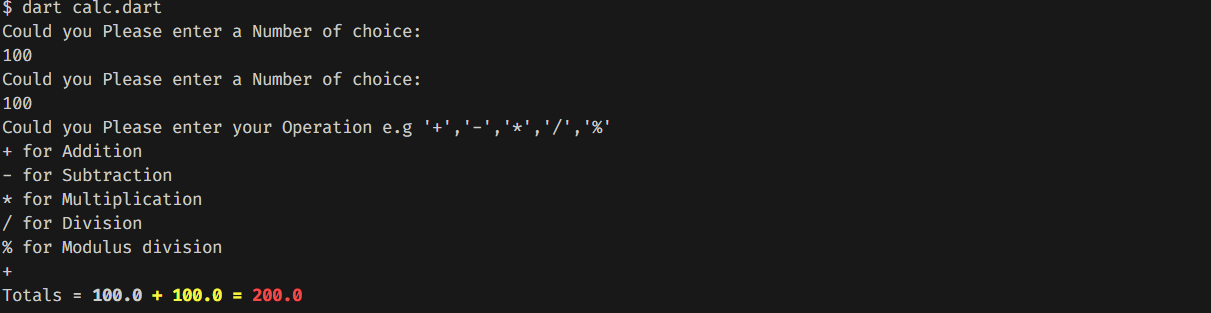 $ dart calc.dart
Could you Please enter a Number of choice:
100
Could you Please enter a Number of choice:
100
Could you Please enter your Operation e.g '+','-','*','/','%'
+ for Addition
- for Subtraction
* for Multiplication
/ for Division
% for Modulus division
+
Totals = 100.0 + 100.0 = 200.0